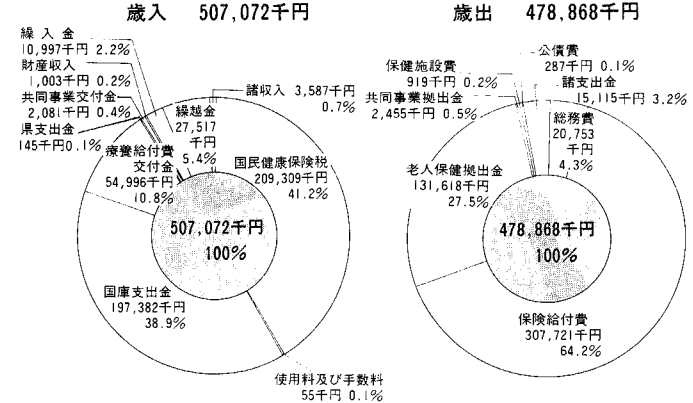 歳入 507,072千円
繰入金
10,997千円 2.2%
財産収入
1,003千円 0.2%
共同事業交付金
2,081千円 0.4%
県支出金
145千円 0.1%
療養給付費
交付金
54,996千円
10.8%
繰越金
27,517
千円
5.4%
諸収入 3,587千円
0.7%
国民健康保険税
209,309千円
41.2%
507,072千円
100%
国庫支出金
197,382千円
38.9%
使用料及び手数料
55千円 0.1%
歳出 478,868千円
公債費
287千円 0.1%
保健施設費
919千円 0.2%
共同事業拠出金
2,455千円 0.5%
諸支出金
15,115千円 3.2%
総務費
20,753
千円
4.3%
老人保健拠出金
131,618千円
27.5%
478,868千円
100%
保険給付費
307,721千円
64.2%